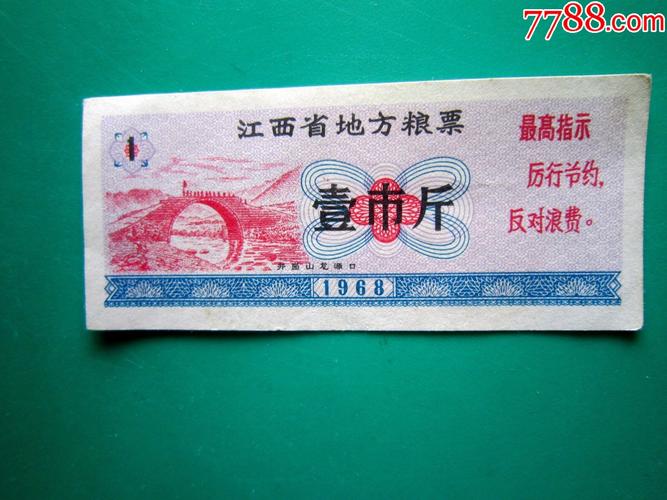 7788.com
江西省地方粮票
1
壹市斤
最高指示
厉行节约,
反对浪费。
井冈山龙源口
1968